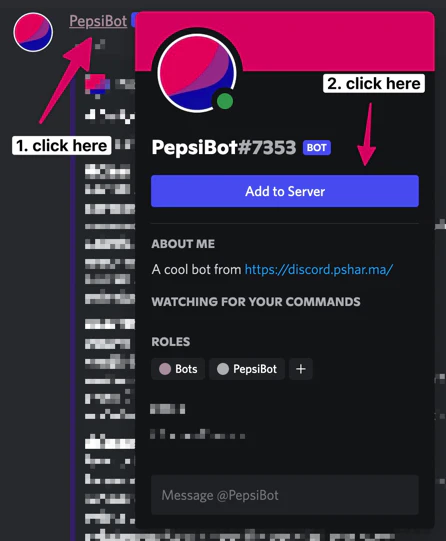 PepsiBot
1. click here
2. click here
PepsiBot#7353 BOT
Add to Server
ABOUT ME
A cool bot from https://discord.pshar.ma/
WATCHING FOR YOUR COMMANDS
ROLES
Bots PepsiBot +
Message @PepsiBot